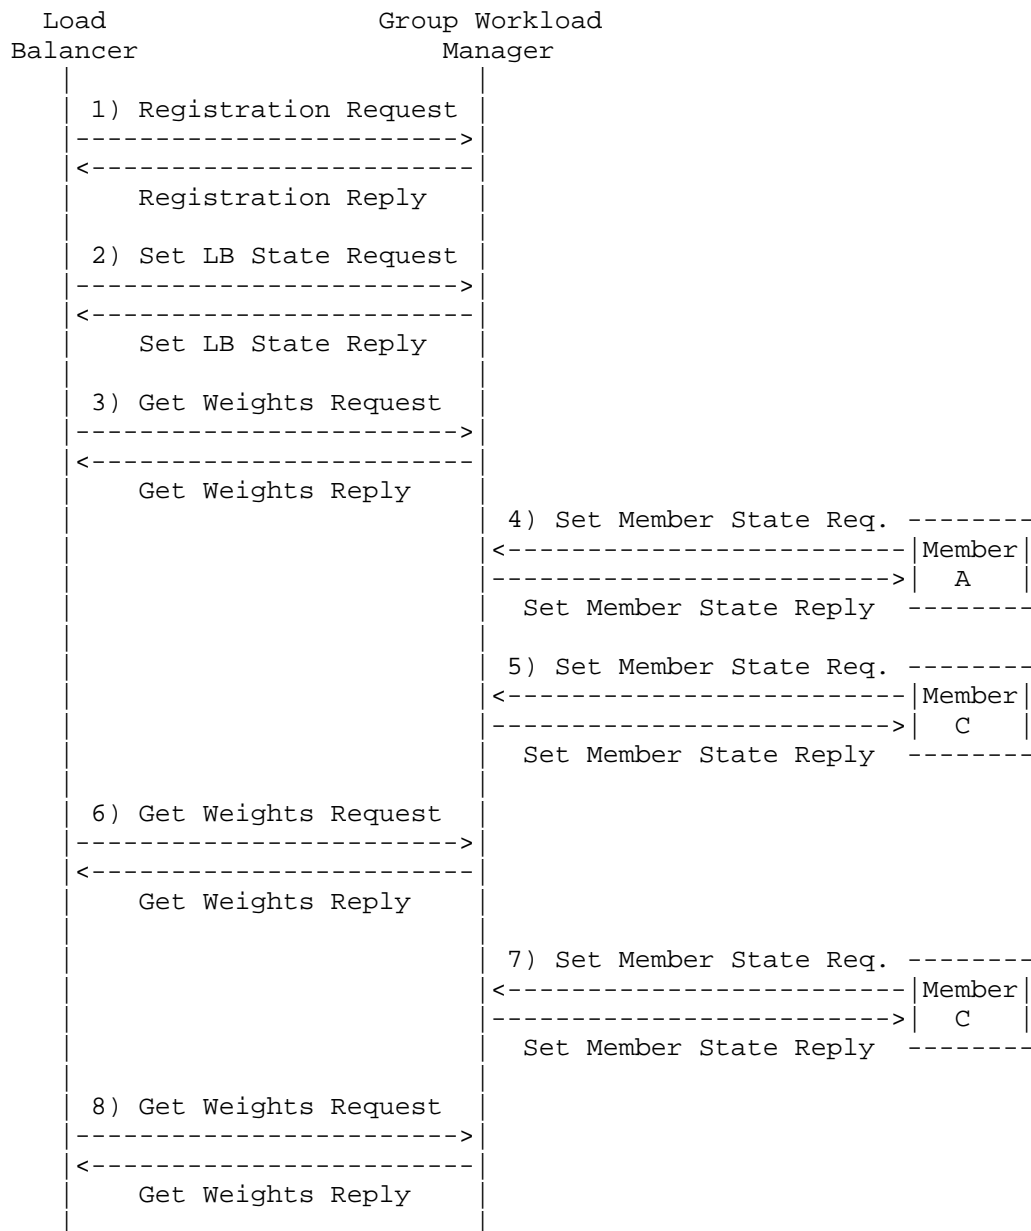 Load Group Workload
Balancer Manager
1) Registration Request
Registration Reply
2) Set LB State Request
Set LB State Reply
3) Get Weights Request
Get Weights Reply
4) Set Member State Req.
Member
A
Set Member State Reply
5) Set Member State Req.
Member
C
Set Member State Reply
6) Get Weights Request
Get Weights Reply
7) Set Member State Req.
Member
C
Set Member State Reply
8) Get Weights Request
Get Weights Reply